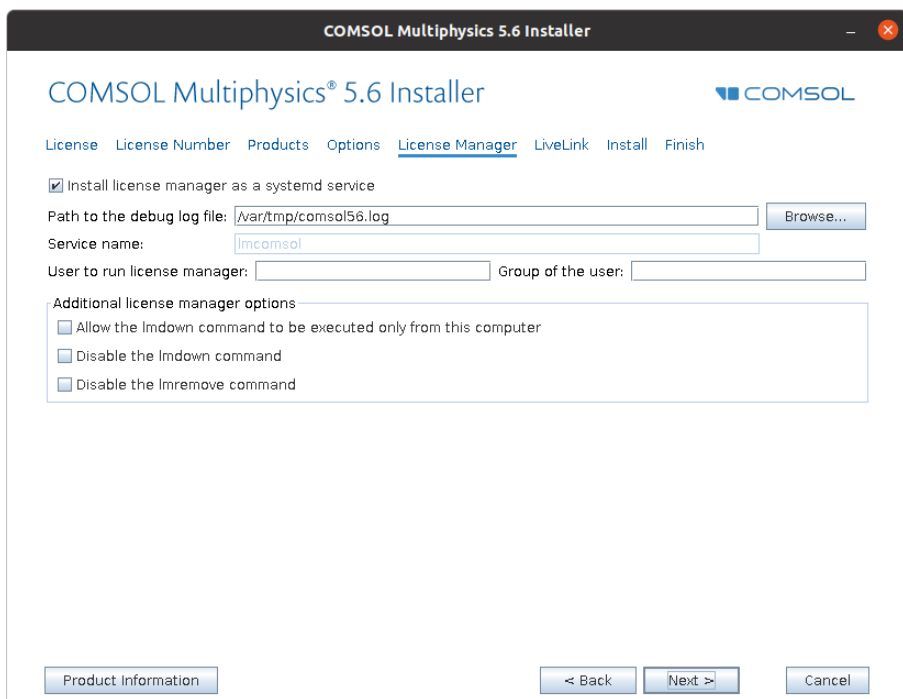 COMSOL Multiphysics 5.6 Installer
COMSOL Multiphysics® 5.6 Installer
COMSOL
License License Number Products Options License Manager LiveLink Install Finish
Install license manager as a systemd service
Path to the debug log file: /var/tmp/comsol56.log Browse...
Service name: lmcomsol
User to run license manager: Group of the user:
Additional license manager options
Allow the lmdown command to be executed only from this computer
Disable the lmdown command
Disable the lmremove command
Product Information < Back Next > Cancel